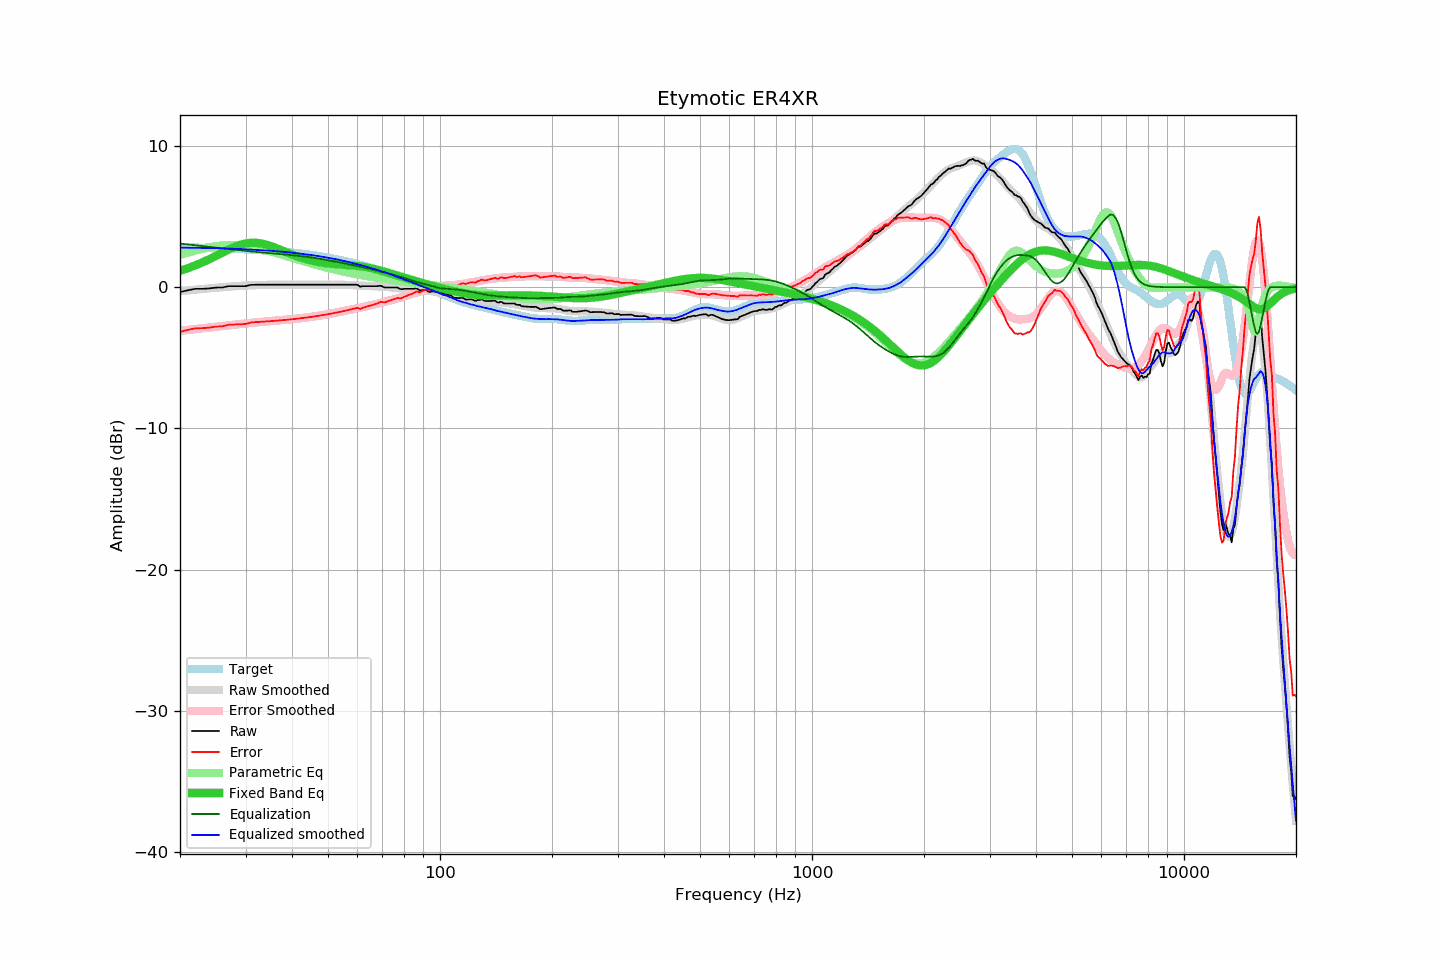 Etymotic ER4XR
10
0
−10
−20
−30
−40
Amplitude (dBr)
Target
Raw Smoothed
Error Smoothed
Raw
Error
Parametric Eq
Fixed Band Eq
Equalization
Equalized smoothed
100
1000
10000
Frequency (Hz)